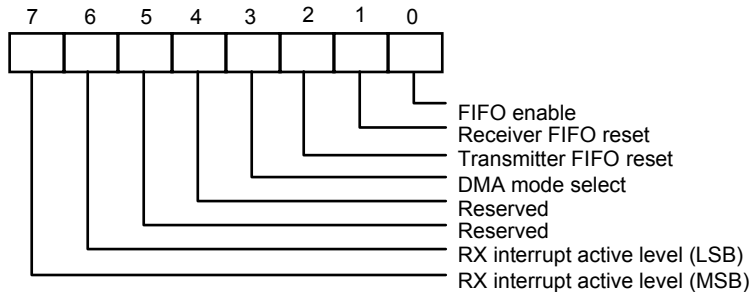 7 6 5 4 3 2 1 0
FIFO enable
Receiver FIFO reset
Transmitter FIFO reset
DMA mode select
Reserved
Reserved
RX interrupt active level (LSB)
RX interrupt active level (MSB)